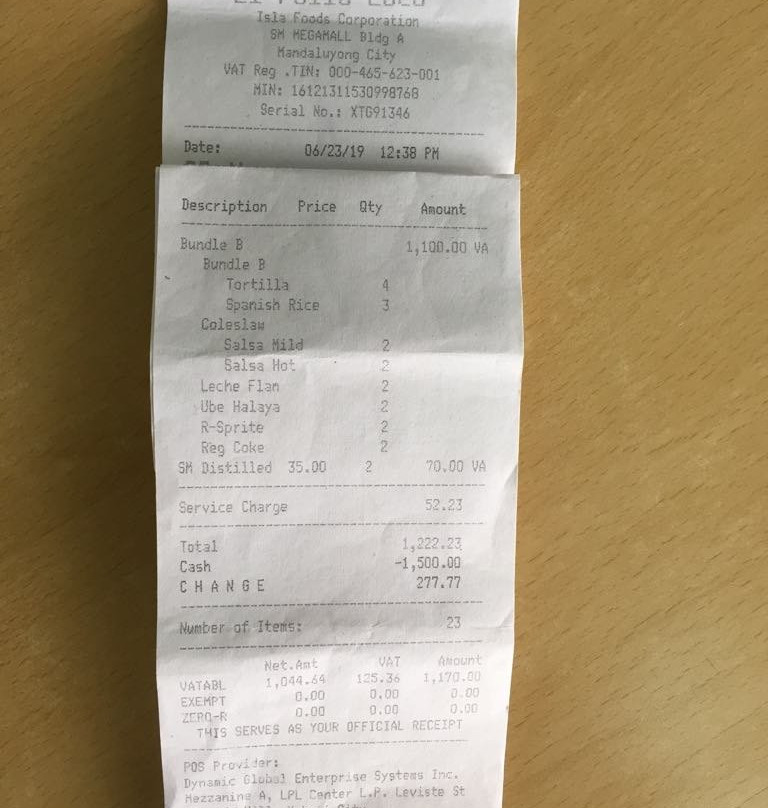 Isla Foods Corporation
SM MEGAMALL Bldg A
Mandaluyong City
VAT Reg .TIN: 000-465-623-001
MIN: 16121311530998768
Serial No.: XTG91346
Date: 06/23/19 12:38 PM
Description Price Qty Amount
Bundle B 1,100.00 VA
Bundle B
Tortilla 4
Spanish Rice 3
Coleslaw
Salsa Mild 2
Salsa Hot 2
Leche Flan 2
Ube Halaya 2
R-Sprite 2
Reg Coke 2
SM Distilled 35.00 2 70.00 VA
Service Charge 52.23
Total 1,222.23
Cash -1,500.00
C H A N G E 277.77
Number of Items: 23
Net.Amt VAT Amount
VATABL 1,044.64 125.36 1,170.00
EXEMPT 0.00 0.00 0.00
ZERO-R 0.00 0.00 0.00
THIS SERVES AS YOUR OFFICIAL RECEIPT
POS Provider:
Dynamic Global Enterprise Systems Inc.
Mezzanine A, LPL Center L.P. Leviste St